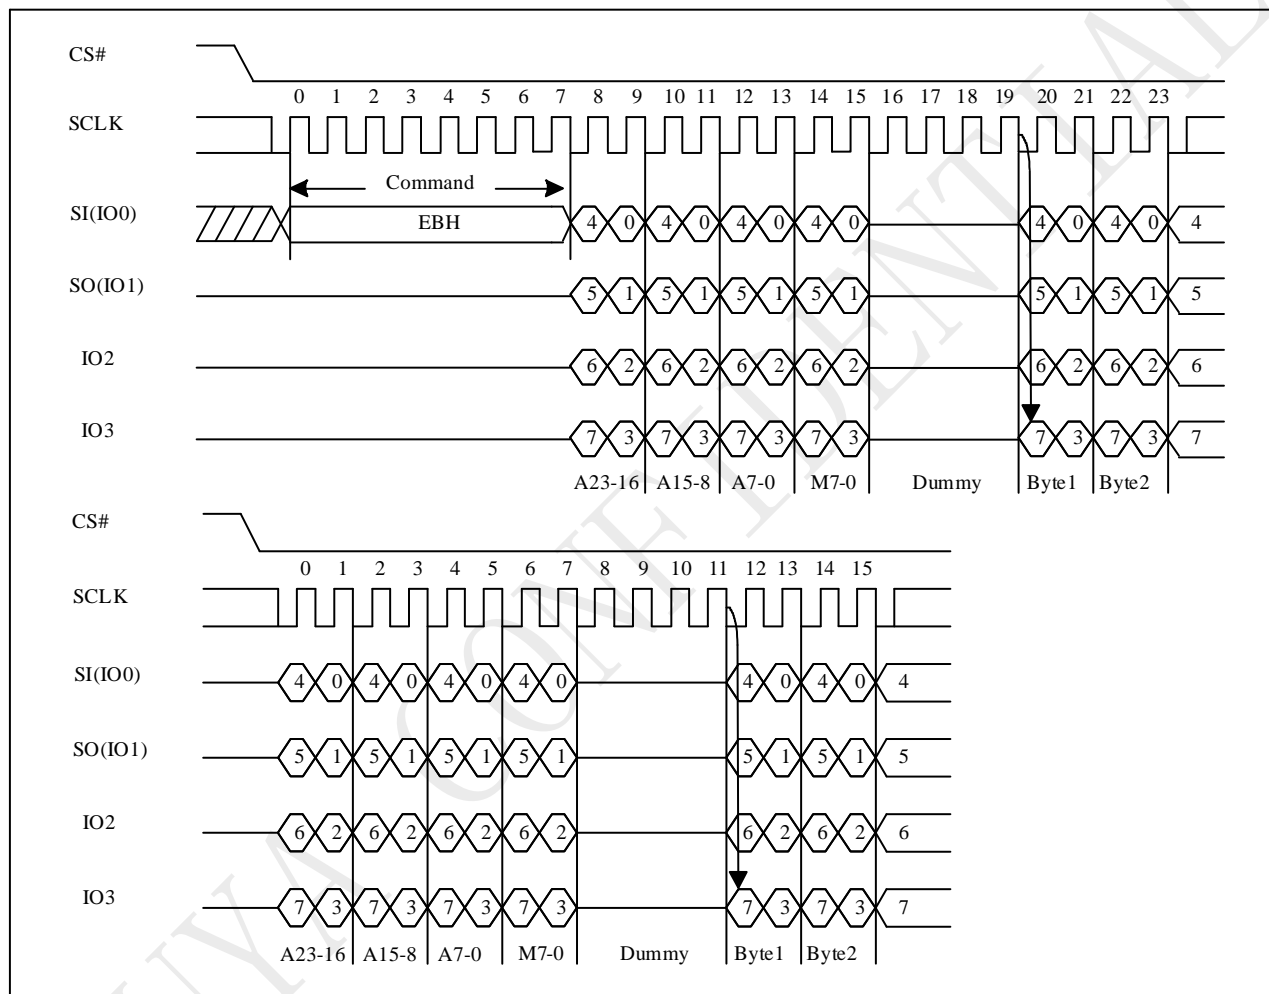 CS#
0 1 2 3 4 5 6 7 8 9 10 11 12 13 14 15 16 17 18 19 20 21 22 23
SCLK
Command
SI(IO0) EBH 4 0 4 0 4 0 4 0 4 0 4 0 4
SO(IO1) 5 1 5 1 5 1 5 1 5 1 5 1 5
IO2 6 2 6 2 6 2 6 2 6 2 6 2 6
IO3 7 3 7 3 7 3 7 3 7 3 7 3 7
A23-16 A15-8 A7-0 M7-0 Dummy Byte1 Byte2
CS#
0 1 2 3 4 5 6 7 8 9 10 11 12 13 14 15
SCLK
SI(IO0) 4 0 4 0 4 0 4 0 4 0 4 0 4
SO(IO1) 5 1 5 1 5 1 5 1 5 1 5 1 5
IO2 6 2 6 2 6 2 6 2 6 2 6 2 6
IO3 7 3 7 3 7 3 7 3 7 3 7 3 7
A23-16 A15-8 A7-0 M7-0 Dummy Byte1 Byte2
CONFIDENTIAL